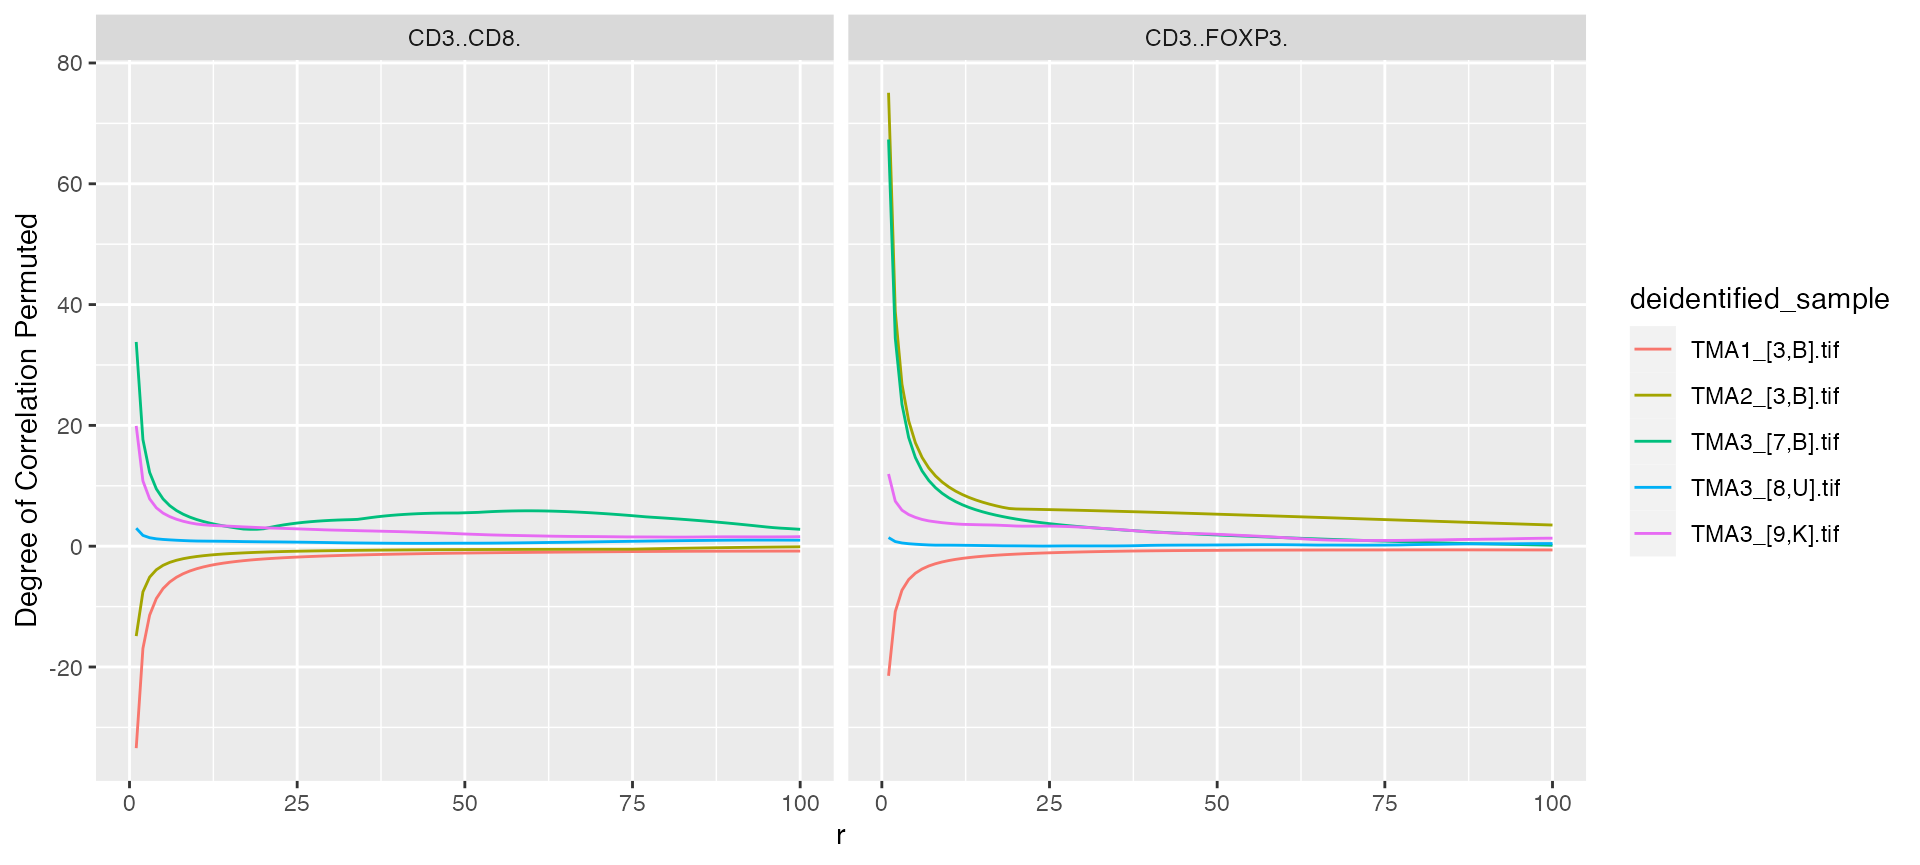 CD3..CD8.
CD3..FOXP3.
80
60
40
20
0
-20
Degree of Correlation Permuted
0 25 50 75 100
0 25 50 75 100
r
deidentified_sample
TMA1_[3,B].tif
TMA2_[3,B].tif
TMA3_[7,B].tif
TMA3_[8,U].tif
TMA3_[9,K].tif